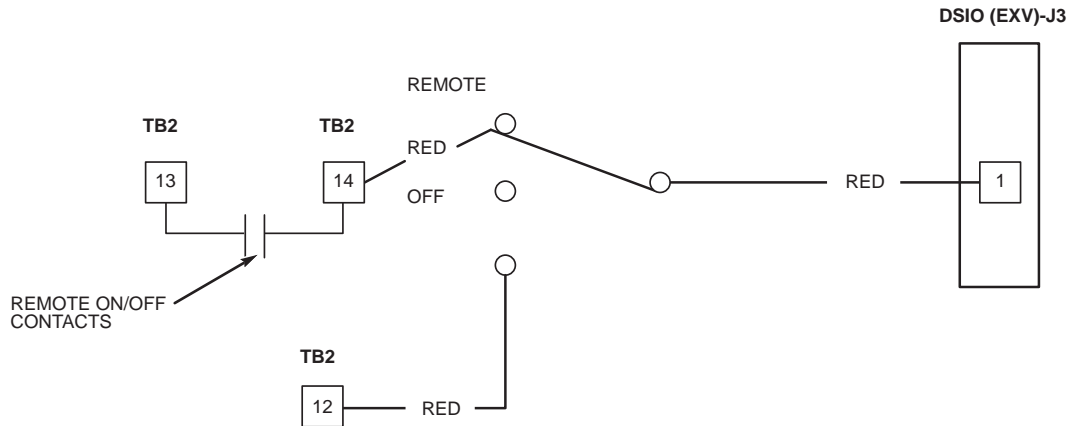 DSIO (EXV)-J3
REMOTE
TB2
TB2
RED
13
14
RED
1
OFF
REMOTE ON/OFF
CONTACTS
TB2
12
RED